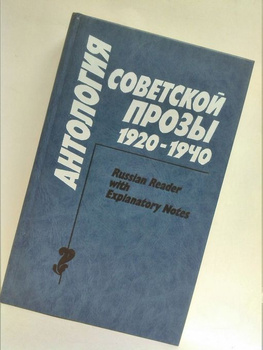 АНТОЛОГИЯ
СОВЕТСКОЙ
ПРОЗЫ
1920-1940
Russian Reader
with
Explanatory Notes